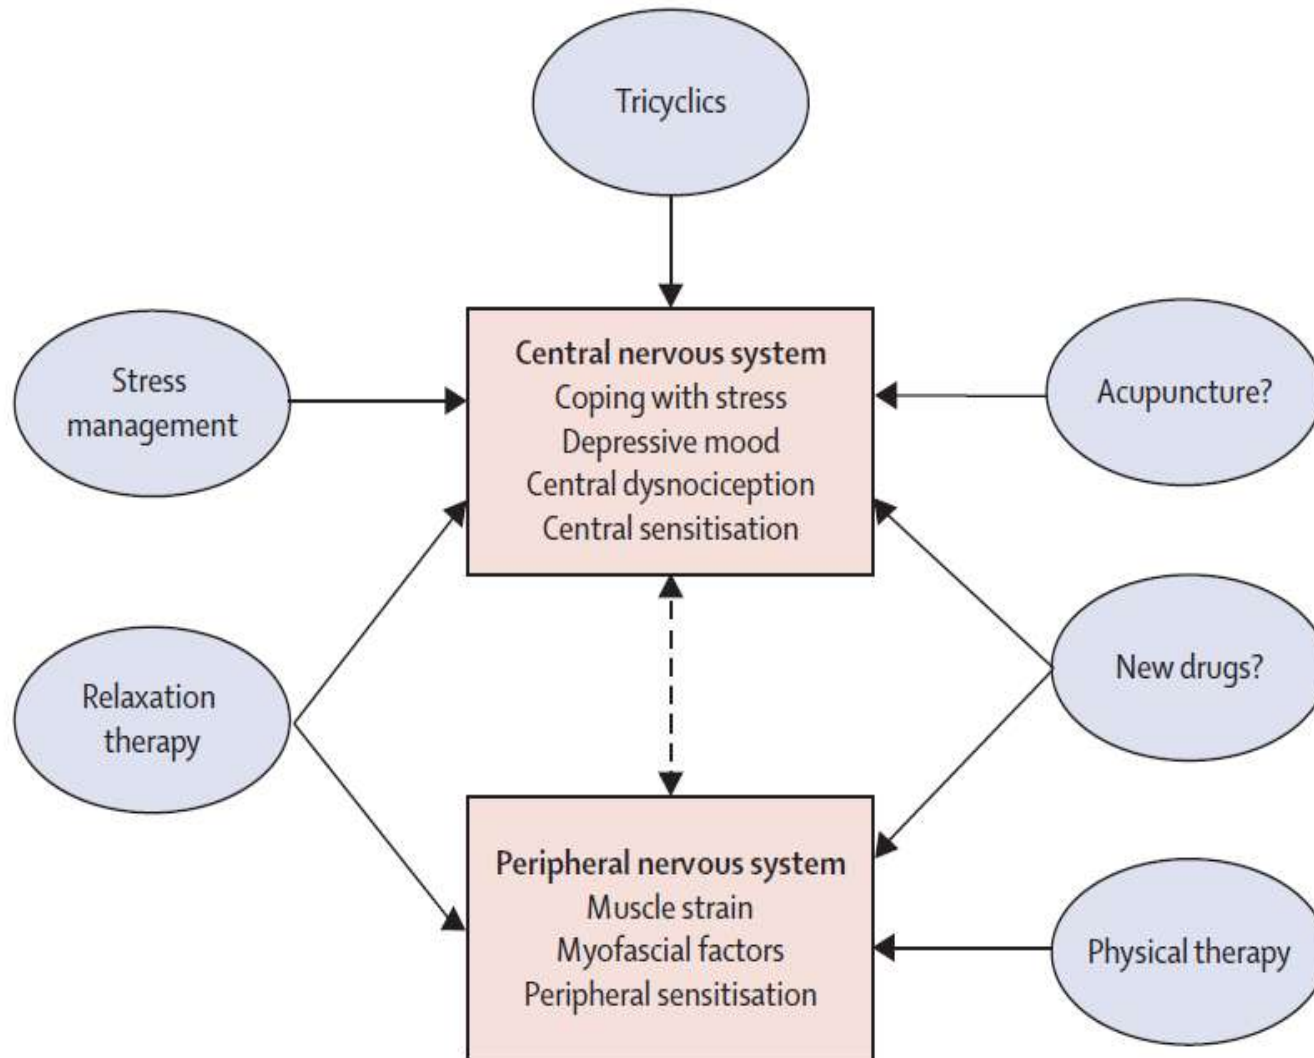 Tricyclics
Stress
management
Central nervous system
Coping with stress
Depressive mood
Central dysnociception
Central sensitisation
Acupuncture?
Relaxation
therapy
New drugs?
Peripheral nervous system
Muscle strain
Myofascial factors
Peripheral sensitisation
Physical therapy